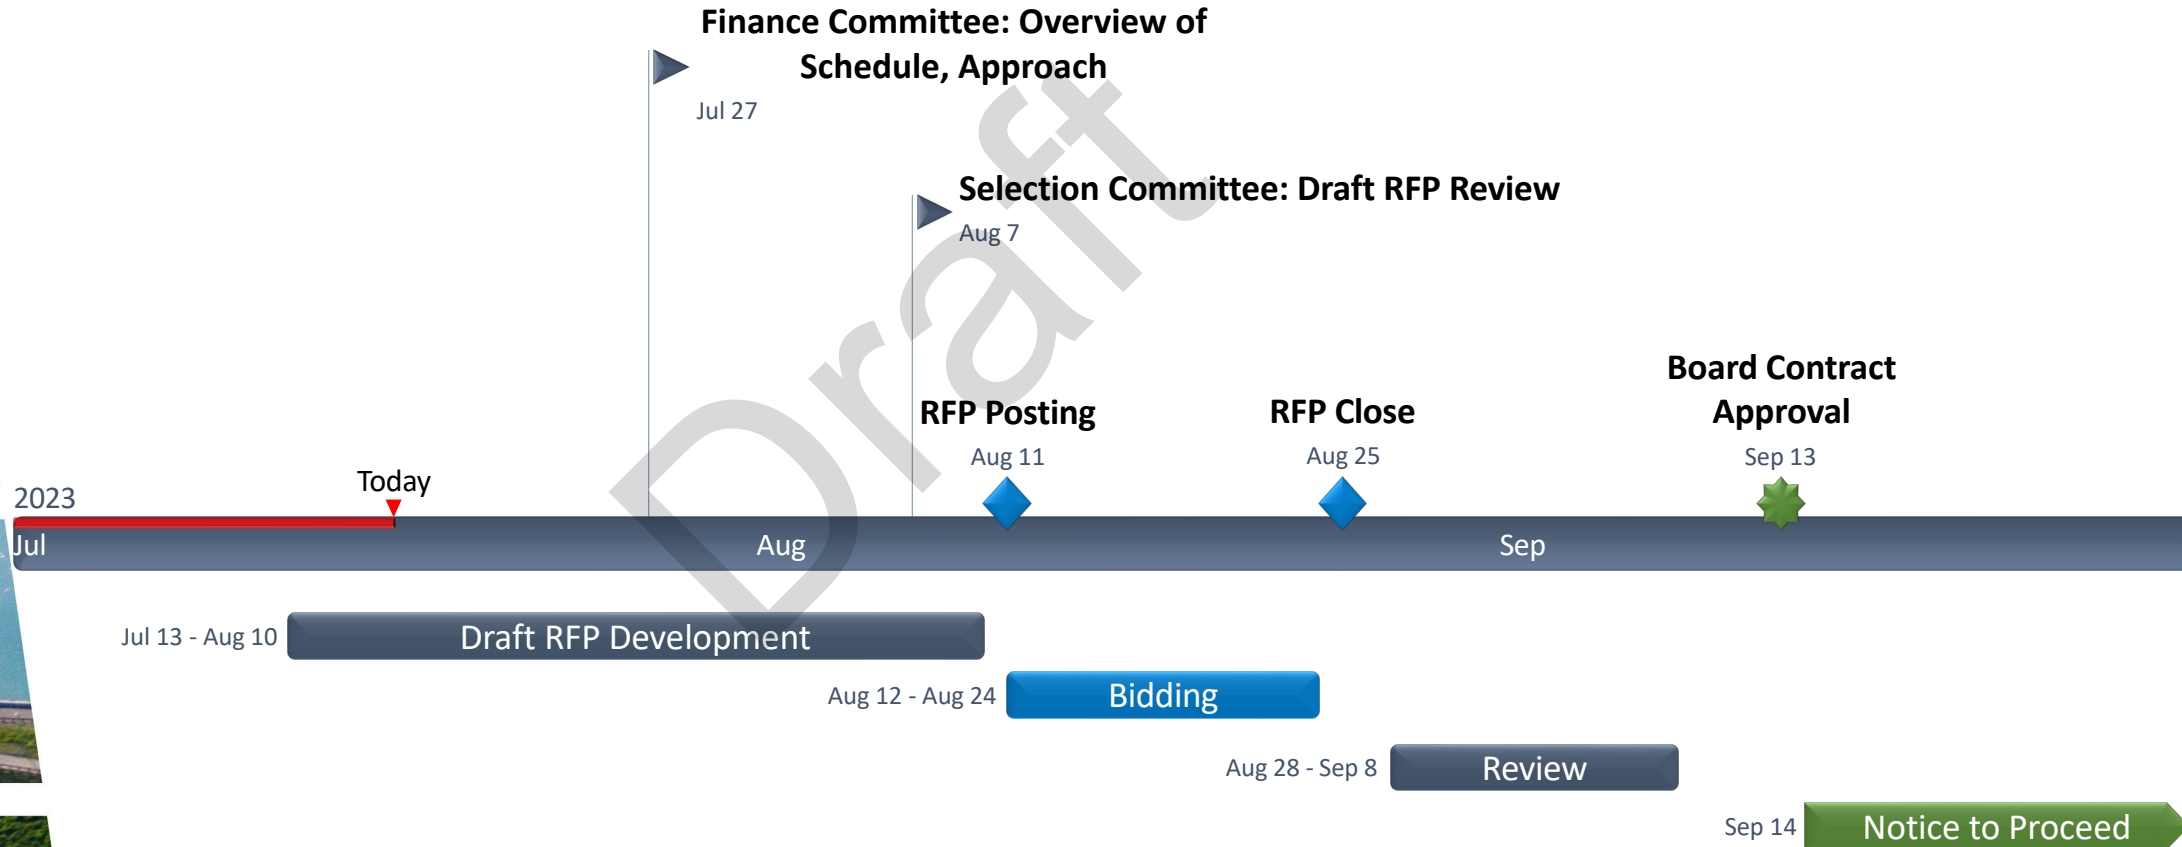 Finance Committee: Overview of
Schedule, Approach
Jul 27
Selection Committee: Draft RFP Review
Aug 7
Board Contract
Approval
Sep 13
RFP Posting
Aug 11
RFP Close
Aug 25
Today
2023
Jul
Aug
Sep
Draft
Jul 13 - Aug 10
Draft RFP Development
Aug 12 - Aug 24
Bidding
Aug 28 - Sep 8
Review
Sep 14
Notice to Proceed